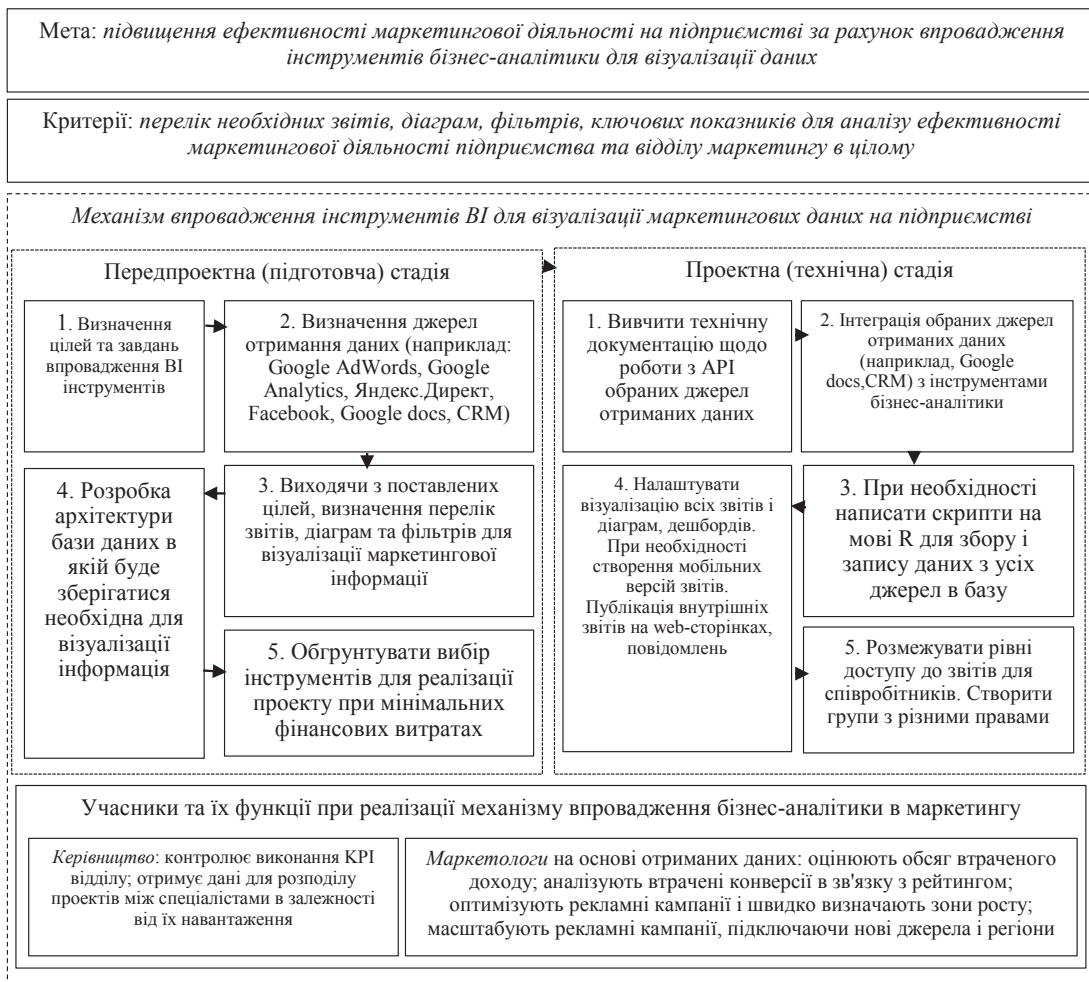 Мета: підвищення ефективності маркетингової діяльності на підприємстві за рахунок впровадження
інструментів бізнес-аналітики для візуалізації даних
Критерії: перелік необхідних звітів, діаграм, фільтрів, ключових показників для аналізу ефективності
маркетингової діяльності підприємства та відділу маркетингу в цілому
Механізм впровадження інструментів BI для візуалізації маркетингових даних на підприємстві
Передпроектна (підготовча) стадія
1. Визначення
цілей та завдань
впровадження BI
інструментів
2. Визначення джерел
отримання даних (наприклад:
Google AdWords, Google
Analytics, Яндекс.Директ,
Facebook, Google docs, CRM)
3. Виходячи з поставлених
цілей, визначення перелік
звітів, діаграм та фільтрів для
візуалізації маркетингової
інформації
4. Розробка
архітектури
бази даних в
якій буде
зберігатися
необхідна для
візуалізації
інформація
5. Обгрунтувати вибір
інструментів для реалізації
проекту при мінімальних
фінансових витратах
Проектна (технічна) стадія
1. Вивчити технічну
документацію щодо
роботи з API
обраних джерел
отриманих даних
2. Інтеграція обраних джерел
отриманих даних
(наприклад, Google
docs,CRM) з інструментами
бізнес-аналітики
3. При необхідності
написати скрипти на
мові R для збору і
запису даних з усіх
джерел в базу
4. Налаштувати
візуалізацію всіх звітів і
діаграм, дешбордів.
При необхідності
створення мобільних
версій звітів.
Публікація внутрішніх
звітів на web-сторінках,
повідомлень
5. Розмежувати рівні
доступу до звітів для
співробітників. Створити
групи з різними правами
Учасники та їх функції при реалізації механізму впровадження бізнес-аналітики в маркетингу
Керівництво: контролює виконання KPI
відділу; отримує дані для розподілу
проектів між спеціалістами в залежності
від їх навантаження
Маркетологи на основі отриманих даних: оцінюють обсяг втраченого
доходу; аналізують втрачені конверсії в зв'язку з рейтингом;
оптимізують рекламні кампанії і швидко визначають зони росту;
масштабують рекламні кампанії, підключаючи нові джерела і регіони